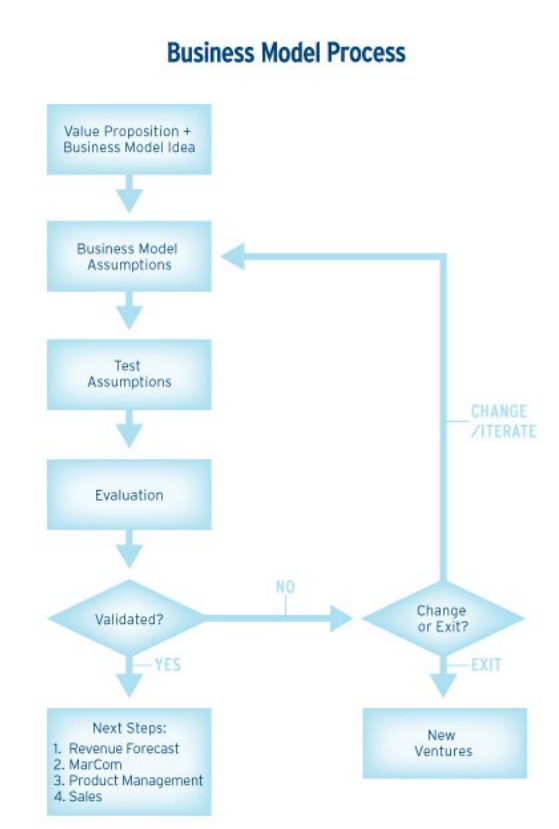 Business Model Process
Value Proposition +
Business Model Idea
Business Model
Assumptions
Test
Assumptions
CHANGE
/ITERATE
Evaluation
Validated?
NO
Change
or Exit?
YES
EXIT
Next Steps:
1. Revenue Forecast
2. MarCom
3. Product Management
4. Sales
New
Ventures